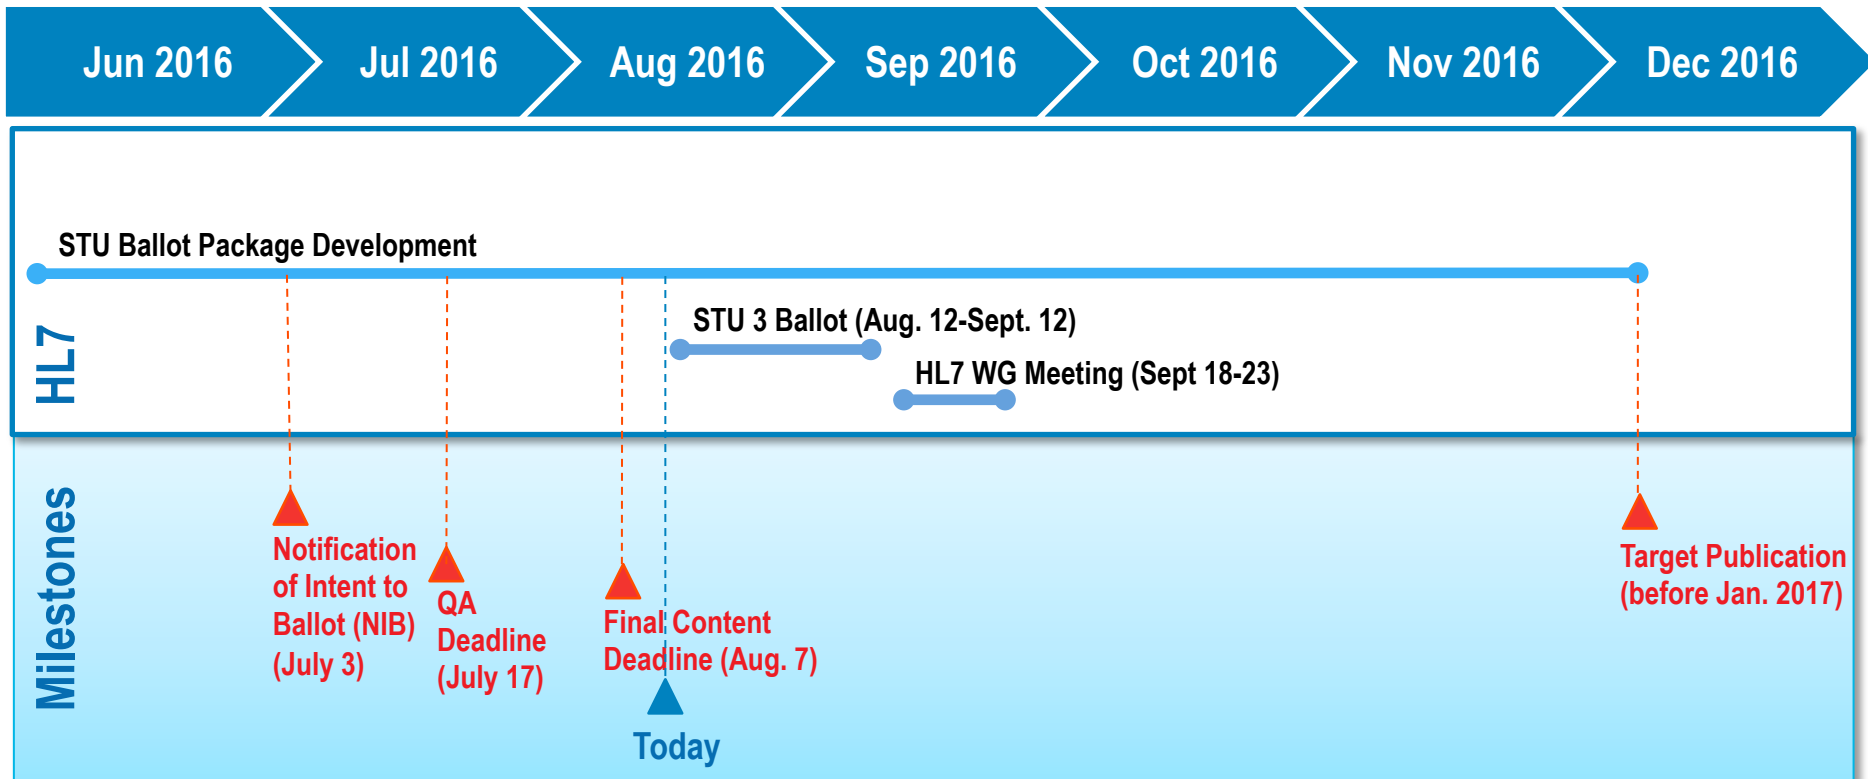 Jun 2016
Jul 2016
Aug 2016
Sep 2016
Oct 2016
Nov 2016
Dec 2016
HL7
STU Ballot Package Development
STU 3 Ballot (Aug. 12-Sept. 12)
HL7 WG Meeting (Sept 18-23)
Milestones
Notification
of Intent to
Ballot (NIB)
(July 3)
QA
Deadline
(July 17)
Final Content
Deadline (Aug. 7)
Today
Target Publication
(before Jan. 2017)